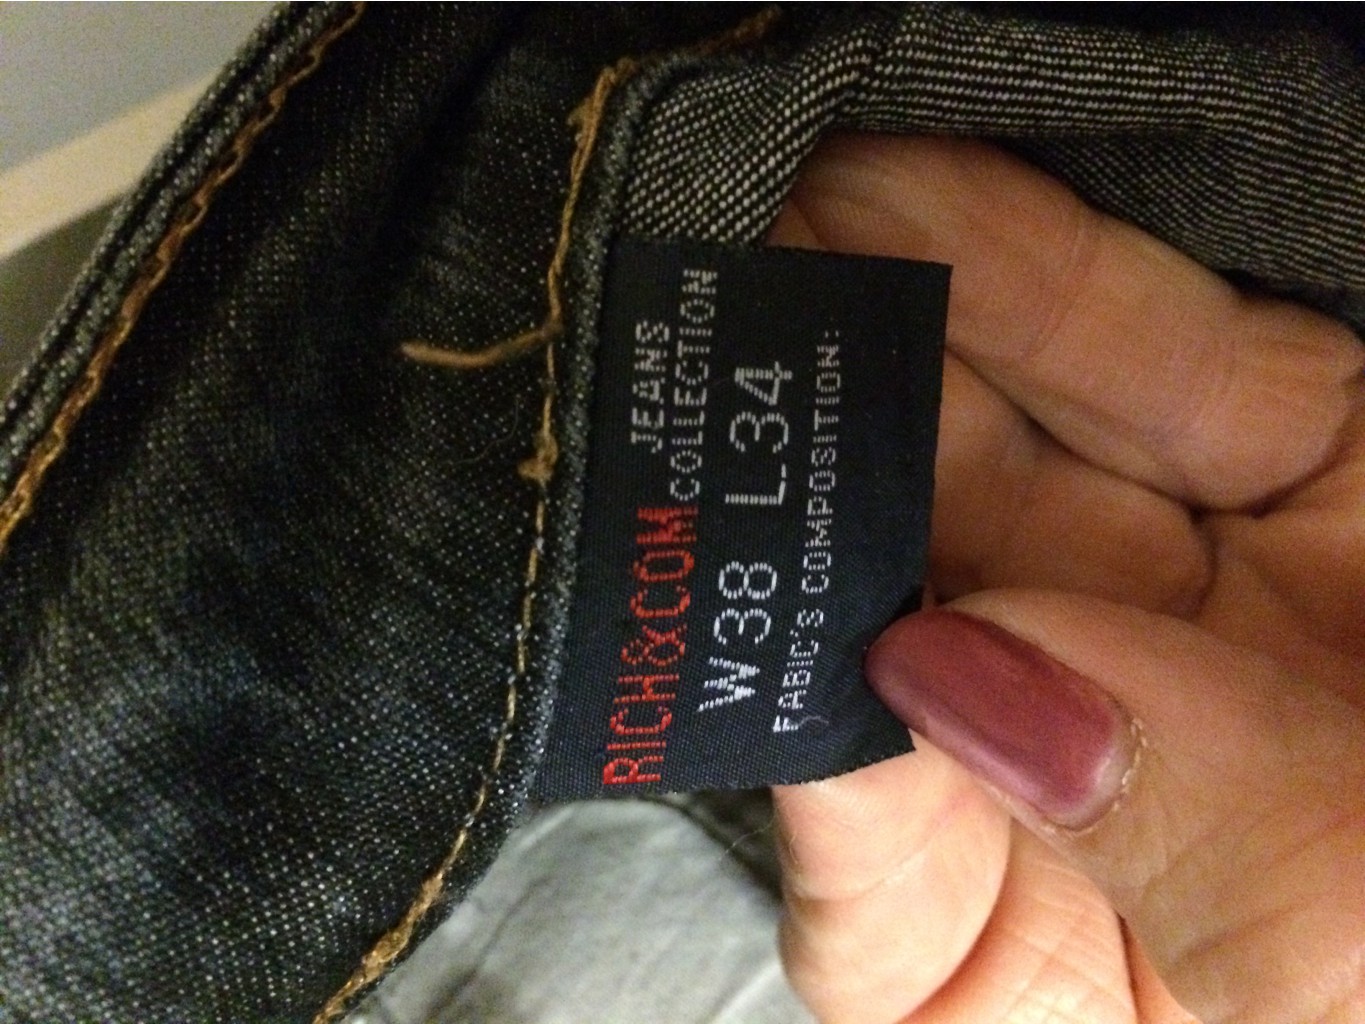 RICH&COM JEANS
COLLECTION
W38 L34
FABIC'S COMPOSITION: